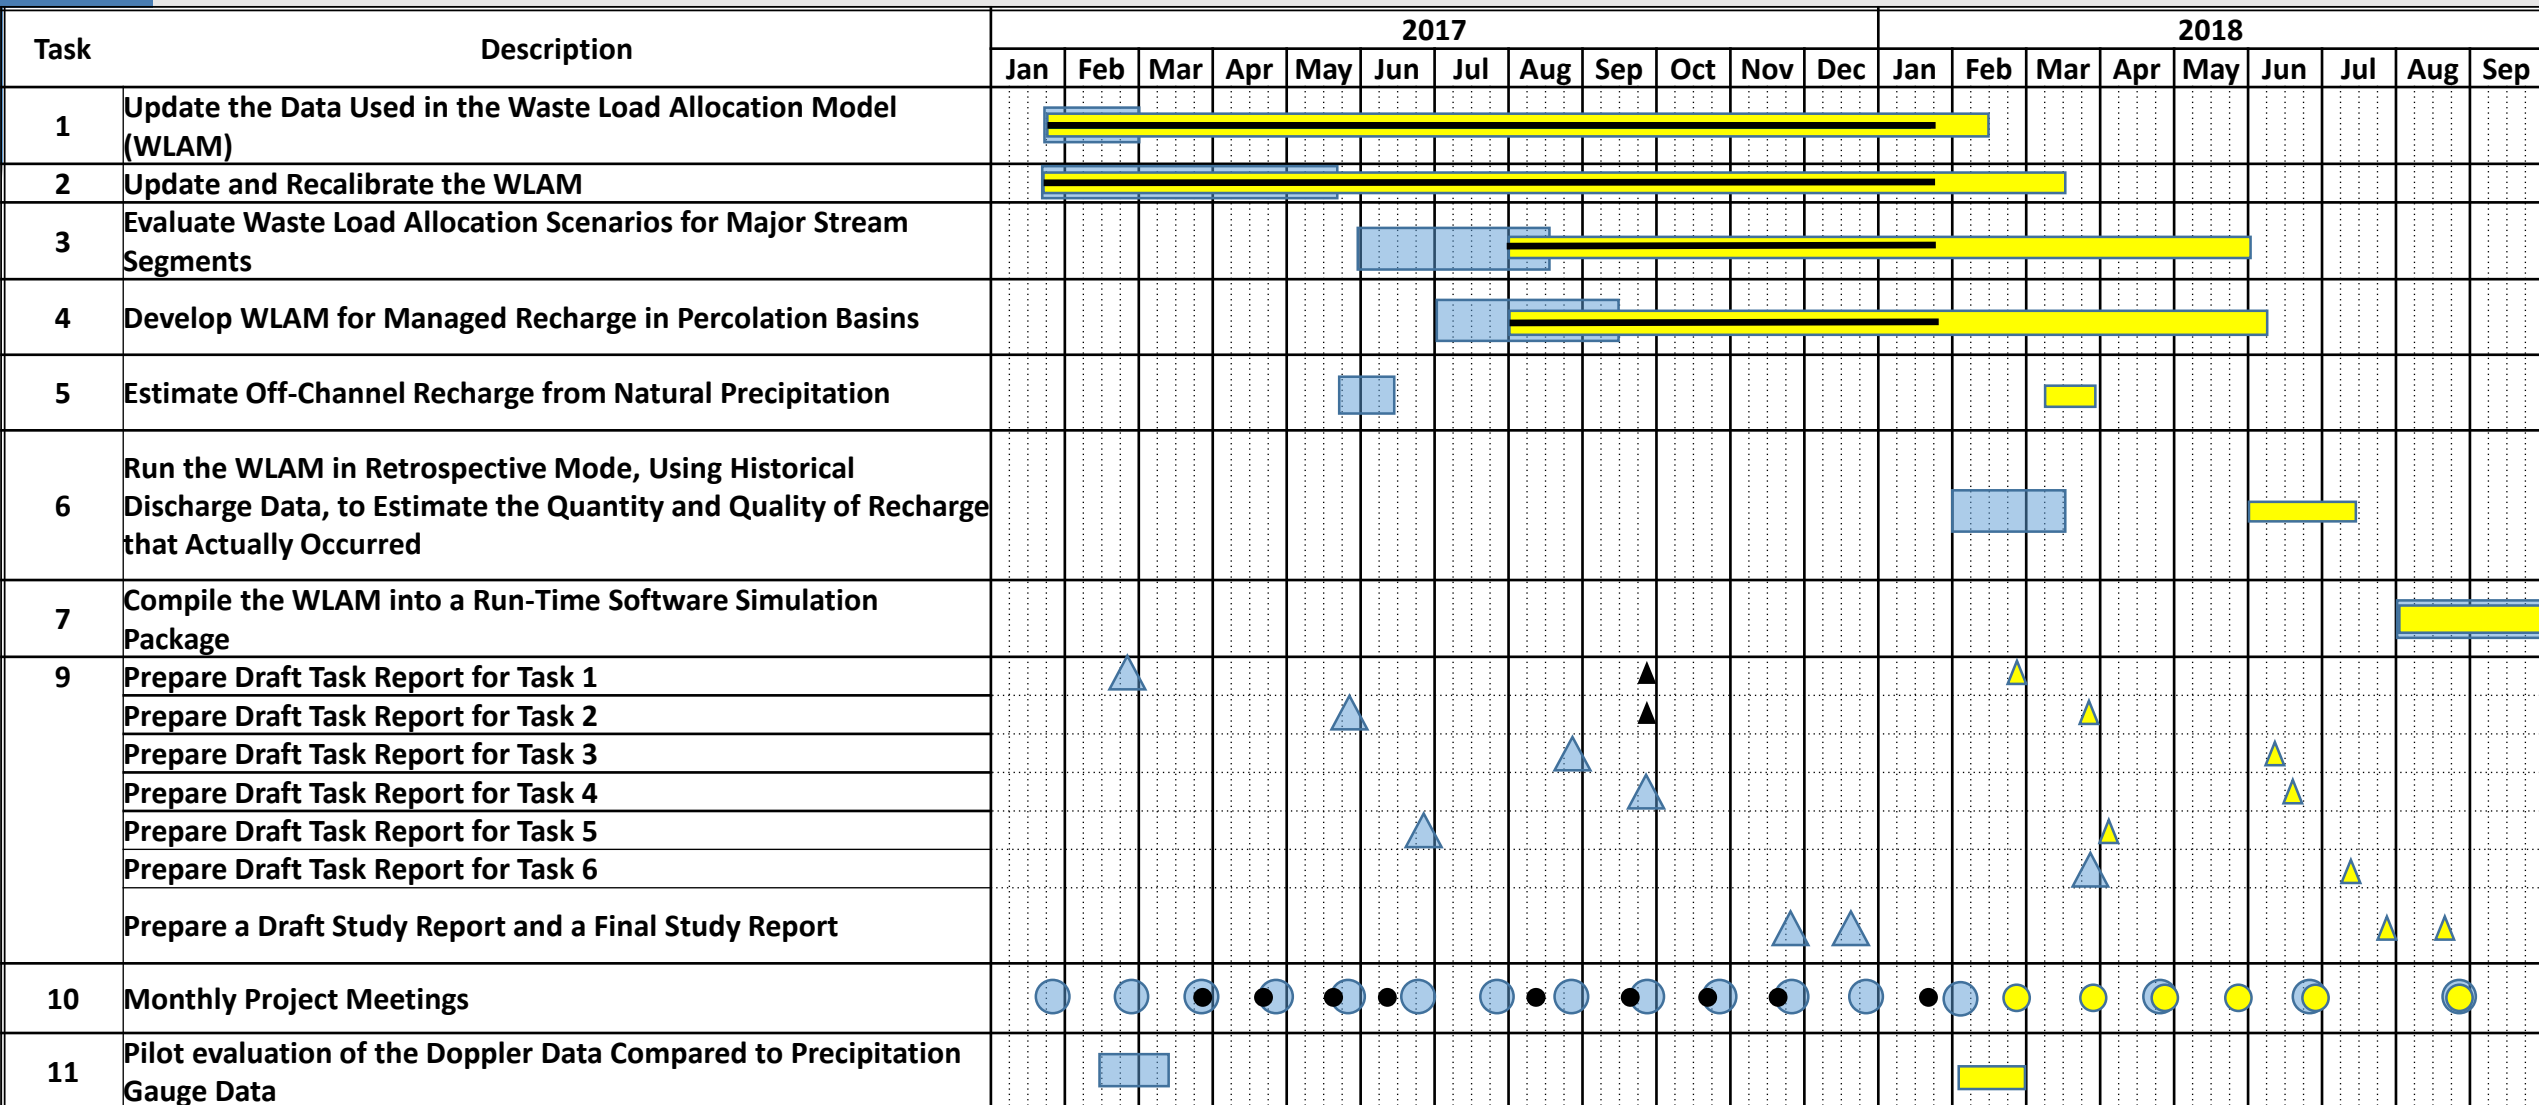 Task Description 2017 2018
Jan Feb Mar Apr May Jun Jul Aug Sep Oct Nov Dec Jan Feb Mar Apr May Jun Jul Aug Sep
1 Update the Data Used in the Waste Load Allocation Model
(WLAM)
2 Update and Recalibrate the WLAM
3 Evaluate Waste Load Allocation Scenarios for Major Stream
Segments
4 Develop WLAM for Managed Recharge in Percolation Basins
5 Estimate Off-Channel Recharge from Natural Precipitation
6 Run the WLAM in Retrospective Mode, Using Historical
Discharge Data, to Estimate the Quantity and Quality of Recharge
that Actually Occurred
7 Compile the WLAM into a Run-Time Software Simulation
Package
9 Prepare Draft Task Report for Task 1
Prepare Draft Task Report for Task 2
Prepare Draft Task Report for Task 3
Prepare Draft Task Report for Task 4
Prepare Draft Task Report for Task 5
Prepare Draft Task Report for Task 6
Prepare a Draft Study Report and a Final Study Report
10 Monthly Project Meetings
11 Pilot evaluation of the Doppler Data Compared to Precipitation
Gauge Data